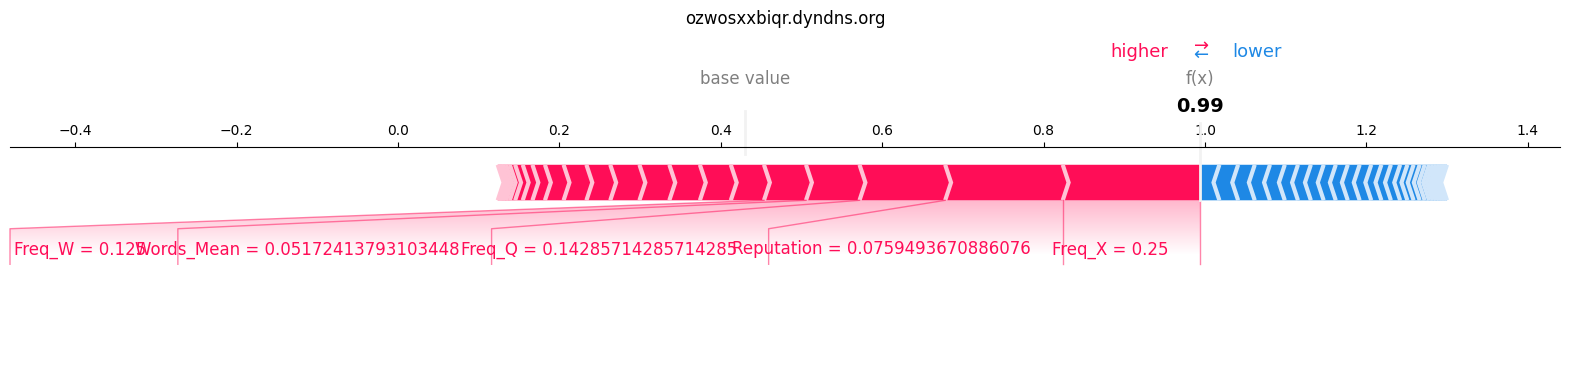 ozwosxxbiqr.dyndns.org
higher ⇄ lower
base value f(x)
0.99
−0.4 −0.2 0.0 0.2 0.4 0.6 0.8 1.0 1.2 1.4
Freq_W = 0.125 Words_Mean = 0.05172413793103448 Freq_Q = 0.14285714285714285 Reputation = 0.0759493670886076 Freq_X = 0.25